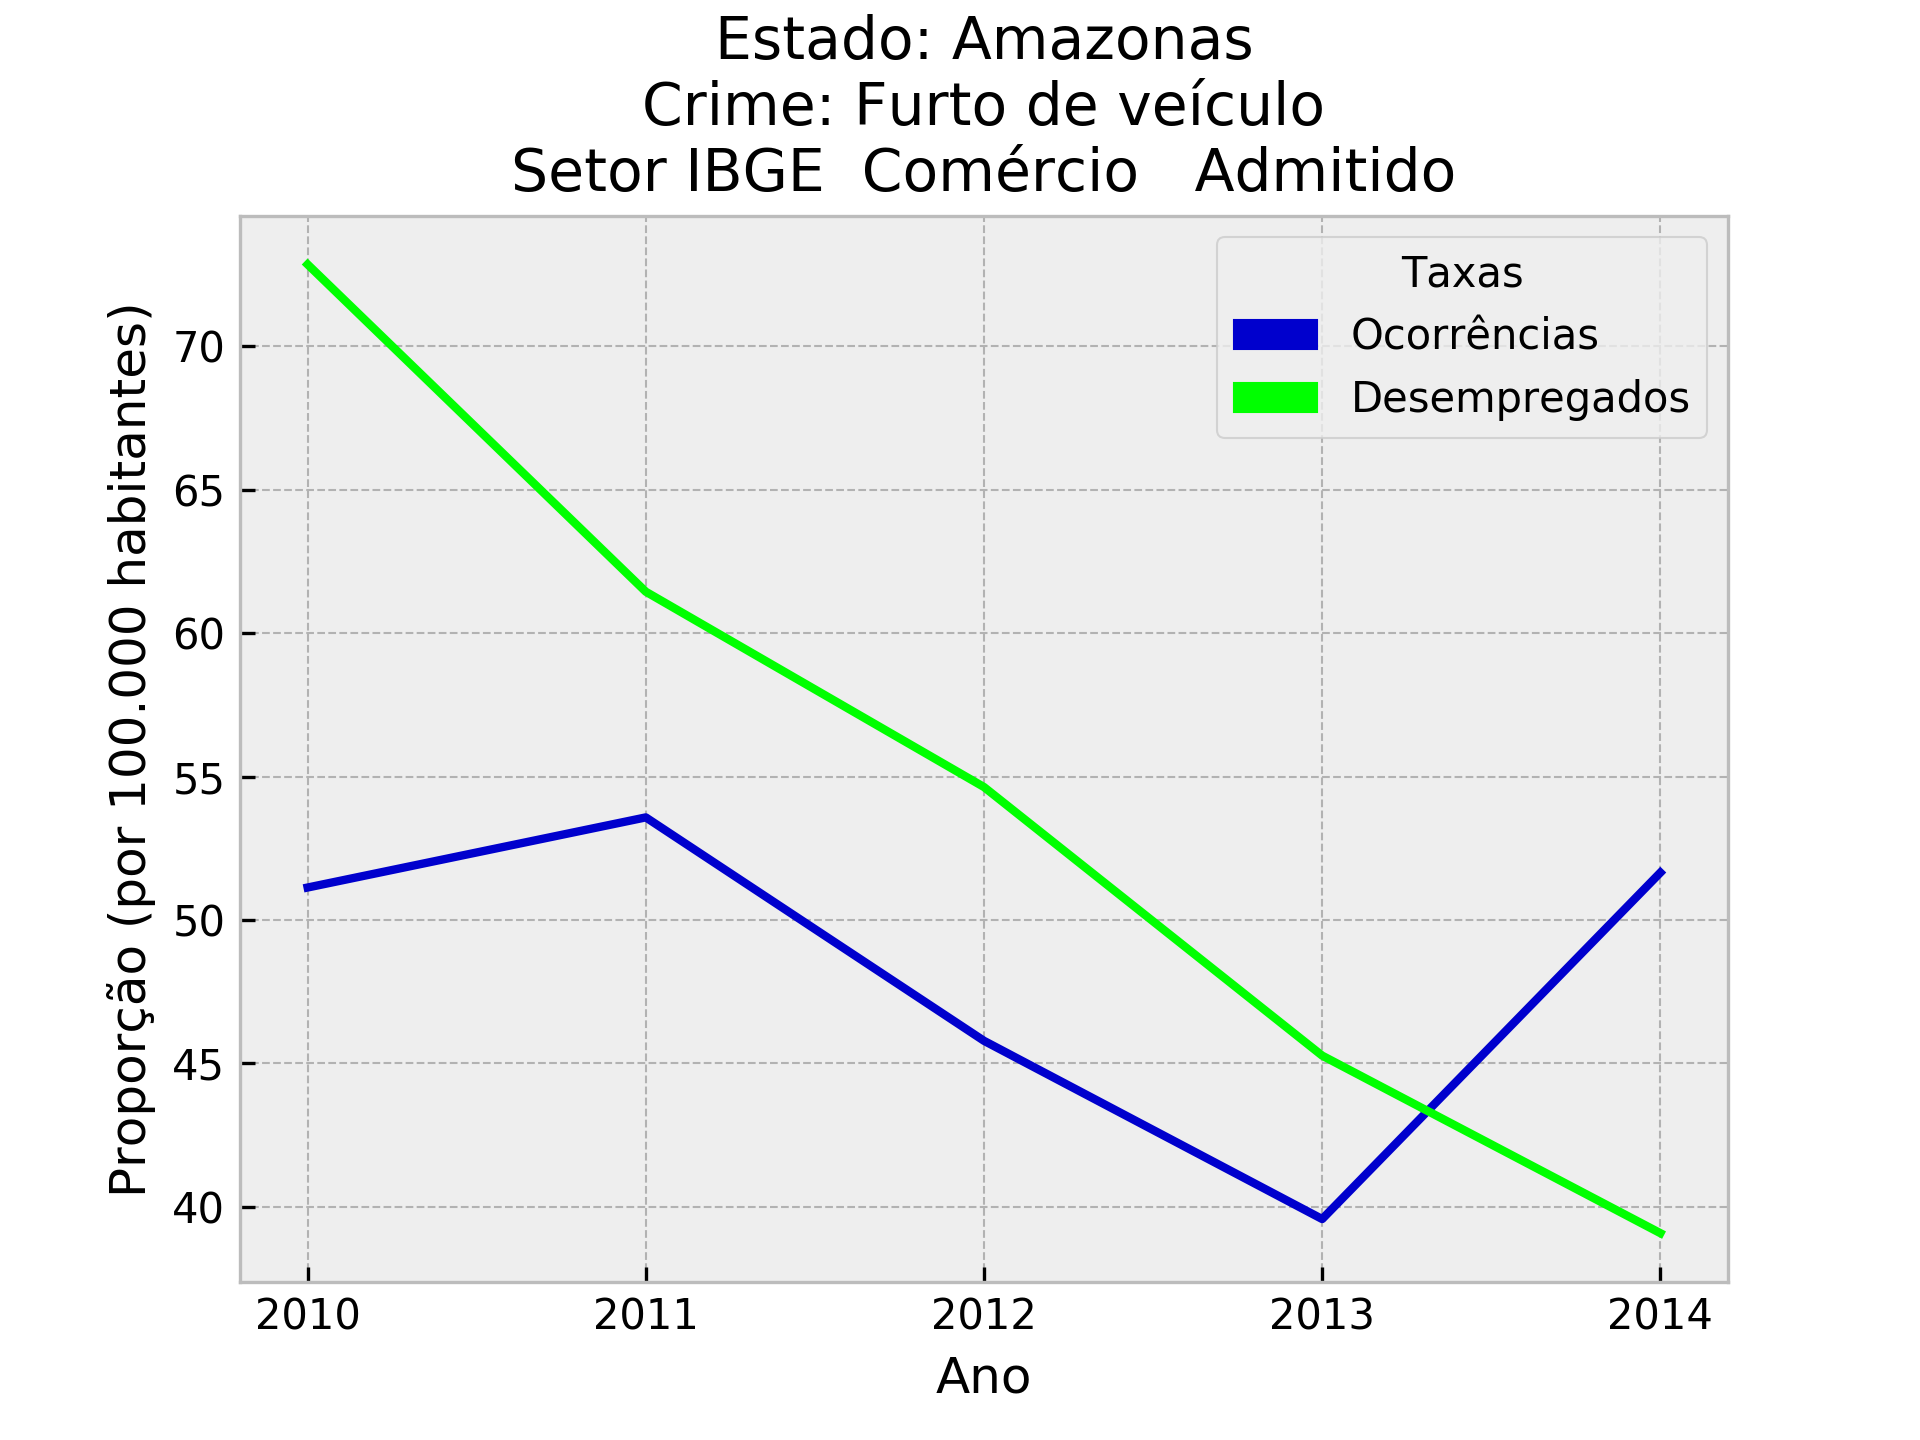 Estado: Amazonas
Crime: Furto de veículo
Setor IBGE  Comércio   Admitido
Proporção (por 100.000 habitantes)
70
65
60
55
50
45
40
Taxas
Ocorrências
Desempregados
2010 2011 2012 2013 2014
Ano